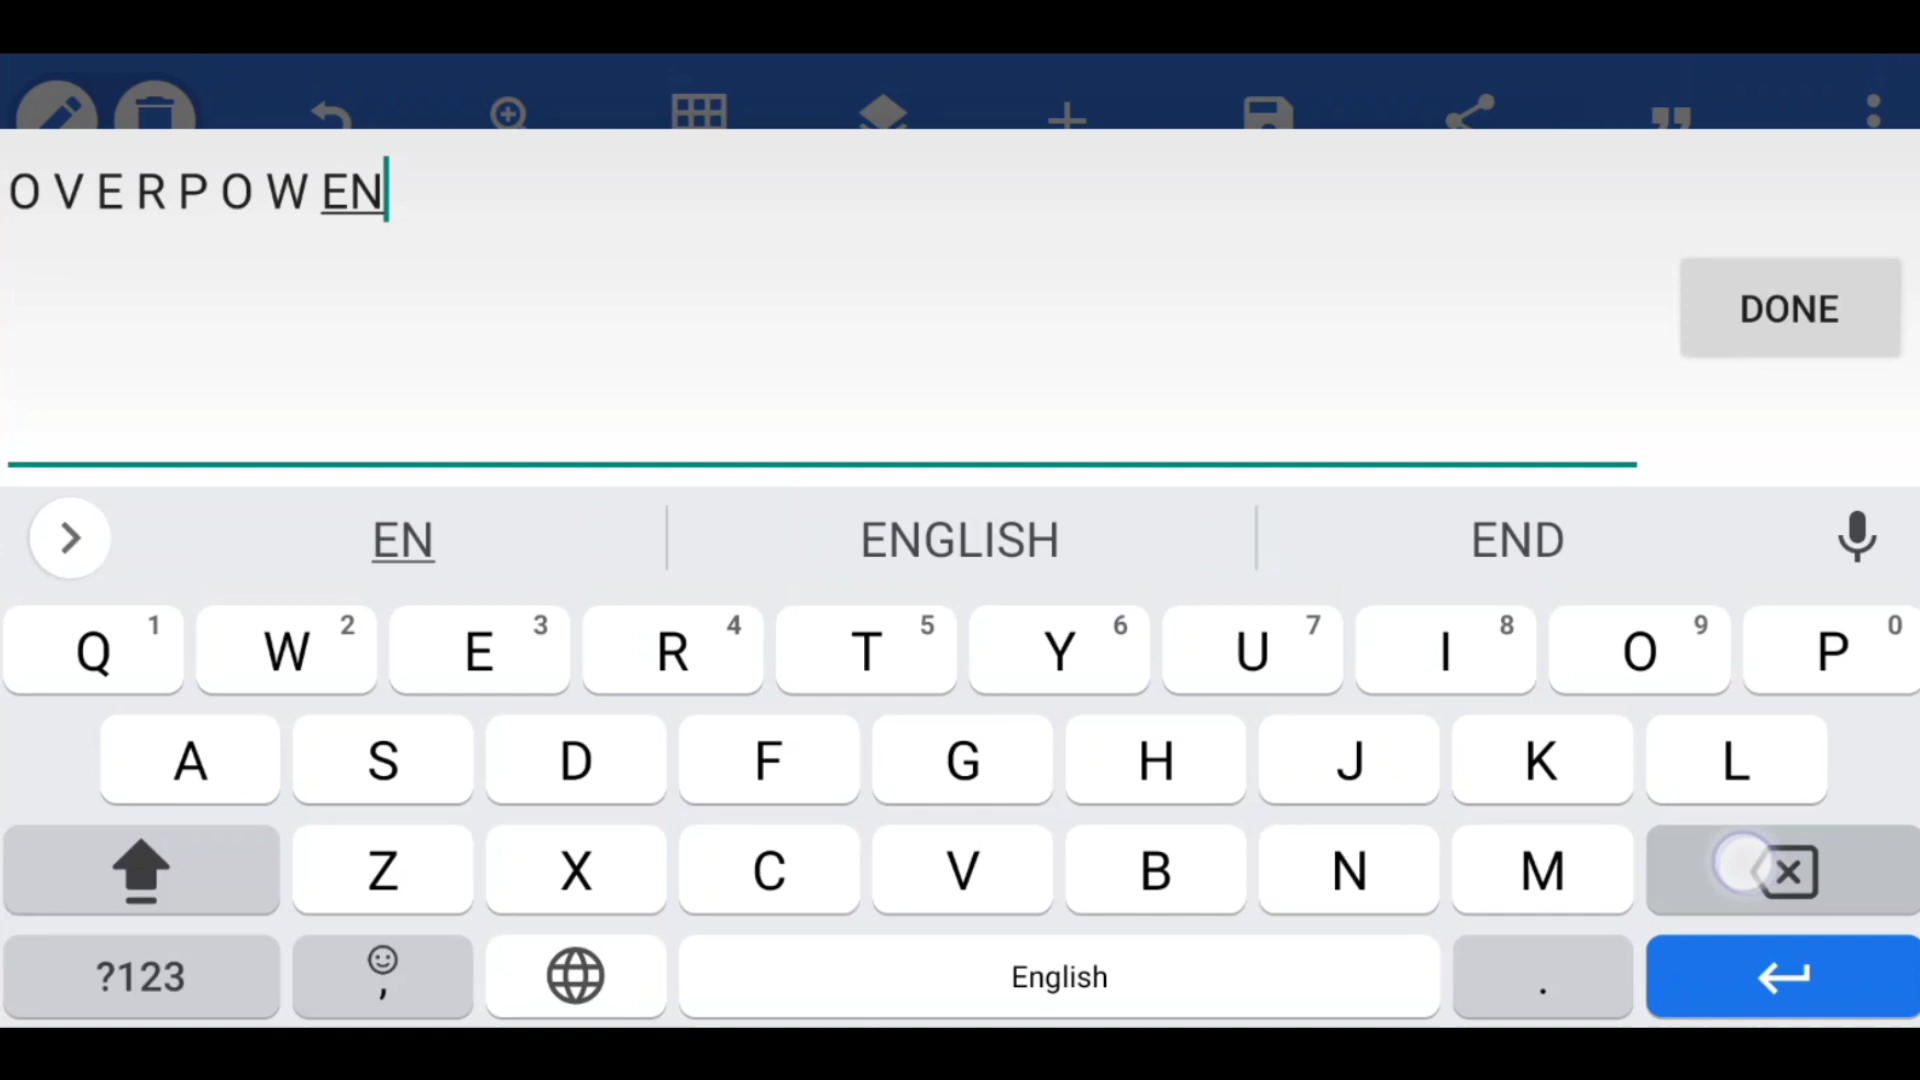 O V E R P O W EN
DONE
EN ENGLISH END
Q 1 W 2 E 3 R 4 T 5 Y 6 U 7 I 8 O 9 P 0
A S D F G H J K L
Z X C V B N M
?123 , English .